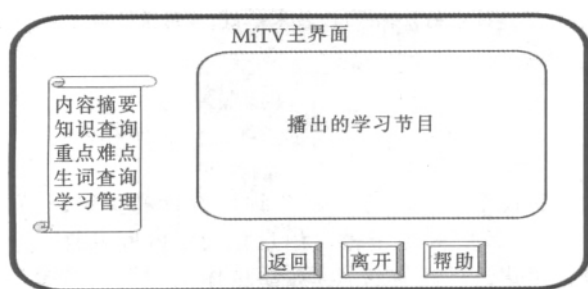 MiTV主界面
内容摘要
知识查询
重点难点
生词查询
学习管理
播出的学习节目
返回 离开 帮助